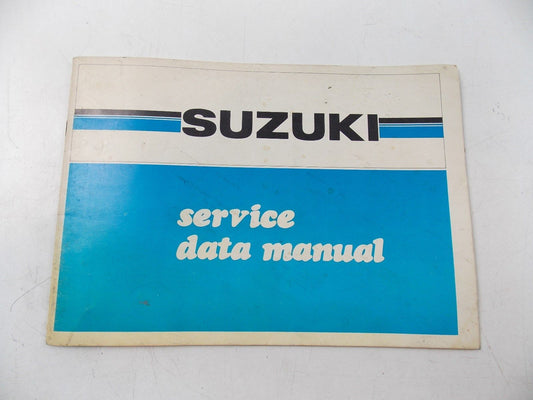 SUZUKI
service
data manual